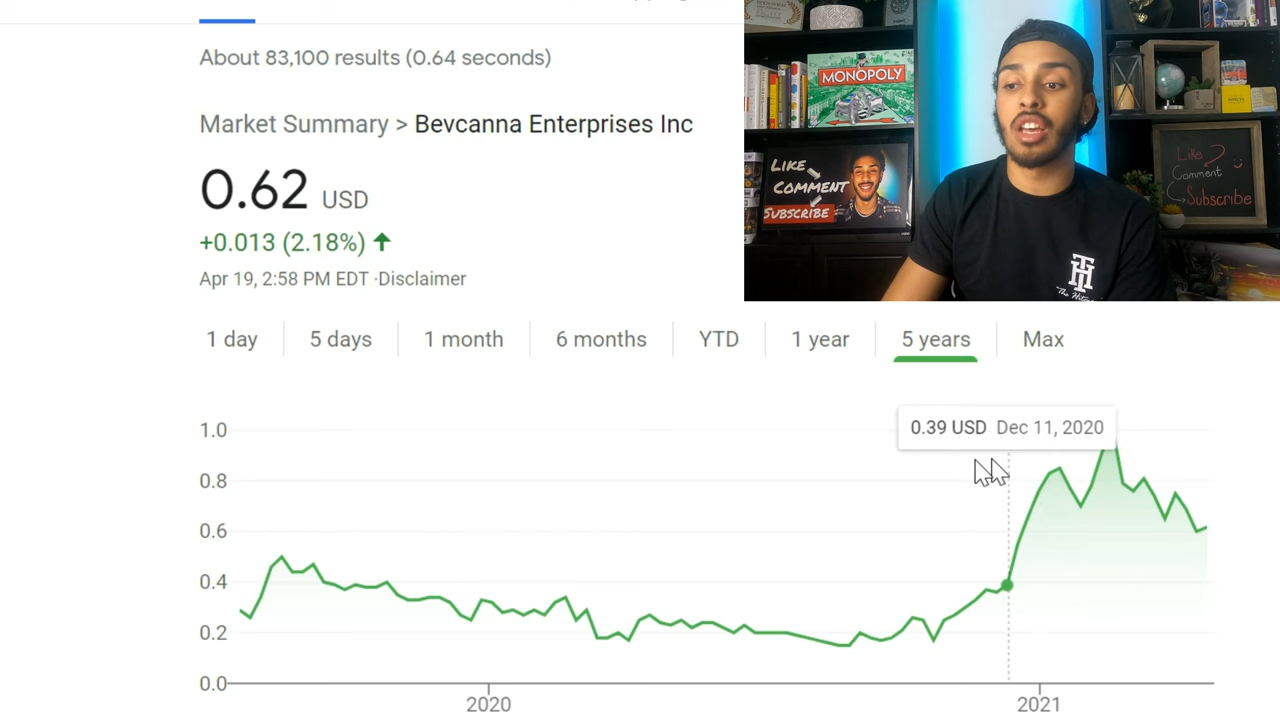 About 83,100 results (0.64 seconds)
Market Summary > Bevcanna Enterprises Inc
0.62 USD
+0.013 (2.18%) ↑
Apr 19, 2:58 PM EDT ·Disclaimer
1 day 5 days 1 month 6 months YTD 1 year 5 years Max
0.39 USD Dec 11, 2020
1.0
0.8
0.6
0.4
0.2
0.0
2020 2021
MONOPOLY
LIKE
COMMENT
SUBSCRIBE
Like
Comment
Subscribe
TH